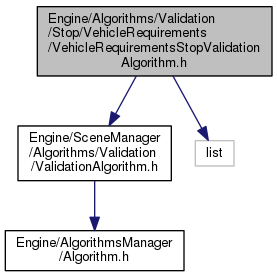 Engine/Algorithms/Validation
/Stop/VehicleRequirements
/VehicleRequirementsStopValidation
Algorithm.h
Engine/SceneManager
/Algorithms/Validation
/ValidationAlgorithm.h
list
Engine/AlgorithmsManager
/Algorithm.h